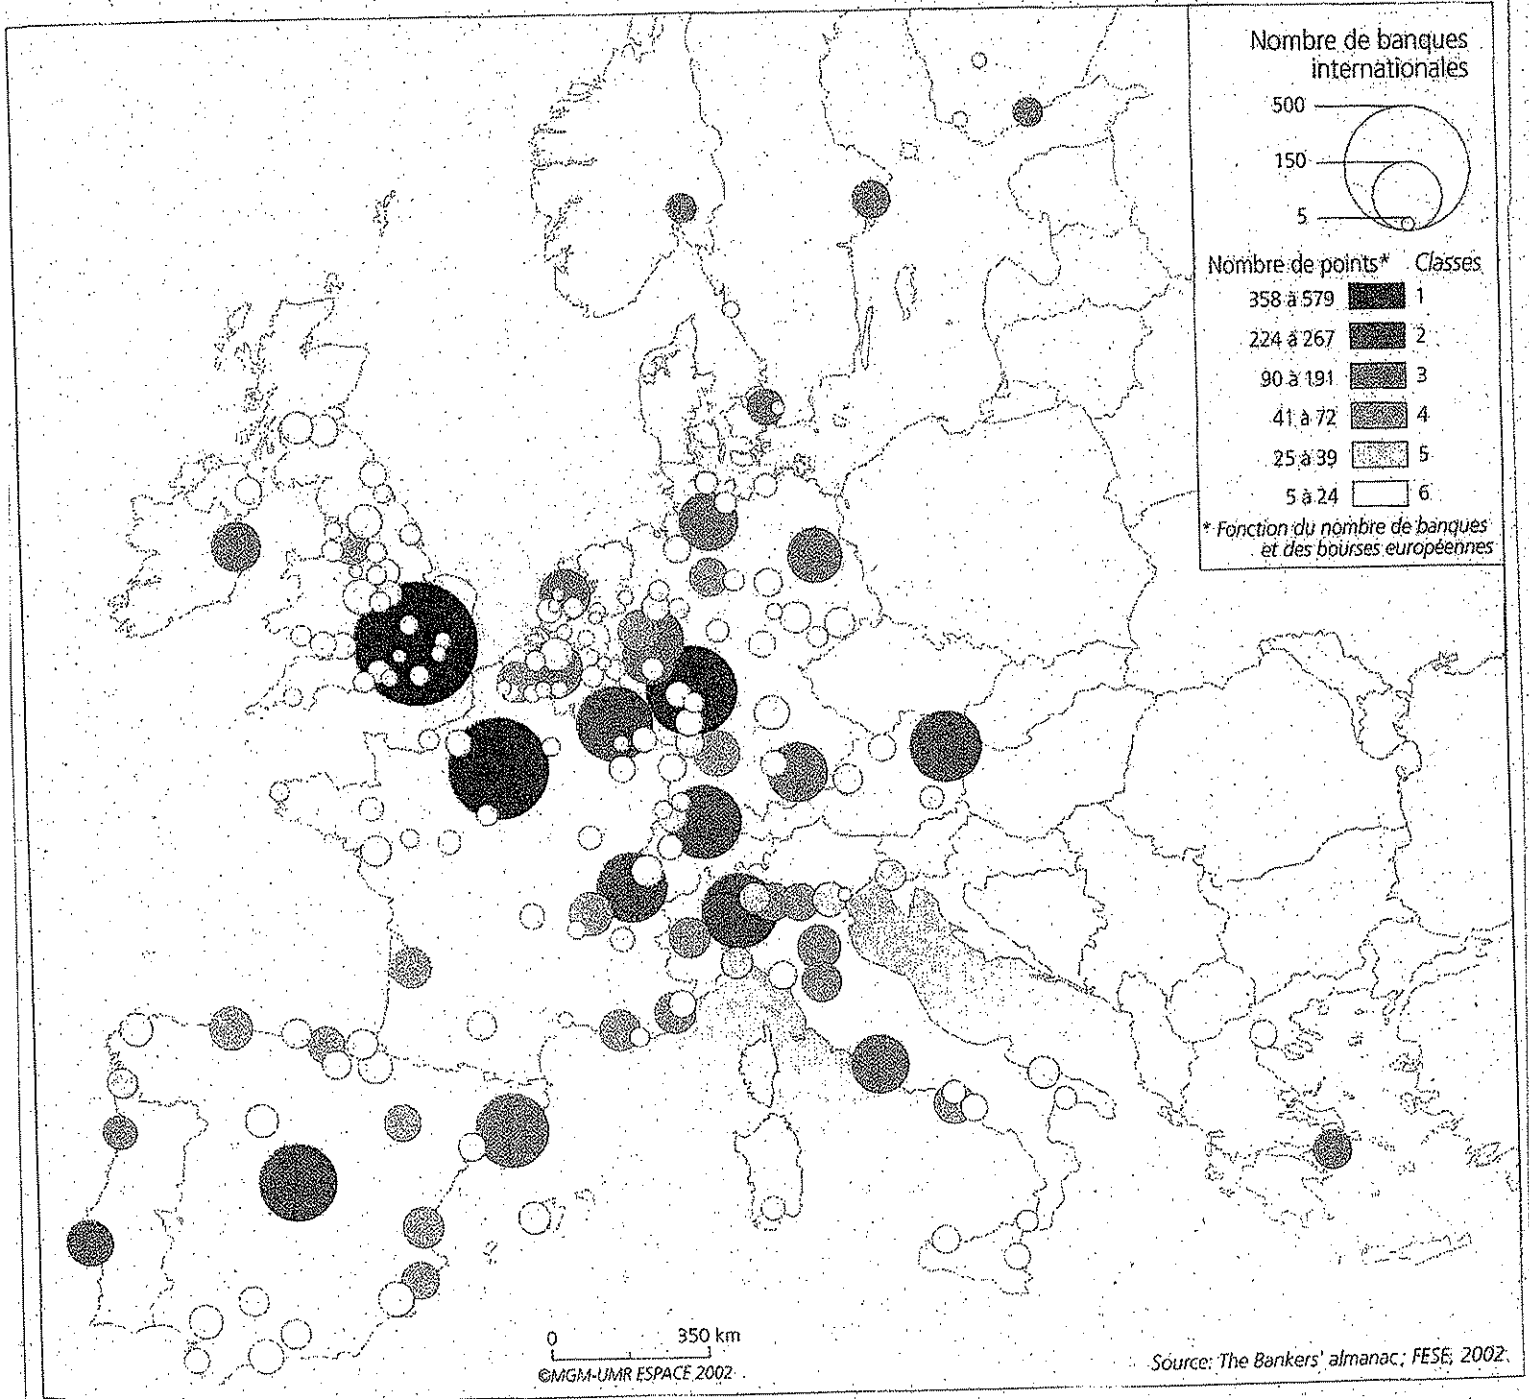 Nombre de banques
internationales
500
150
5
Nombre de points* Classes
358 à 579 1
224 à 267 2
90 à 191 3
41 à 72 4
25 à 39 5
5 à 24 6
* Fonction du nombre de banques
et des bourses européennes
0 350 km
©MGM-UMR ESPACE 2002
Source: The Bankers' almanac; FESE, 2002.